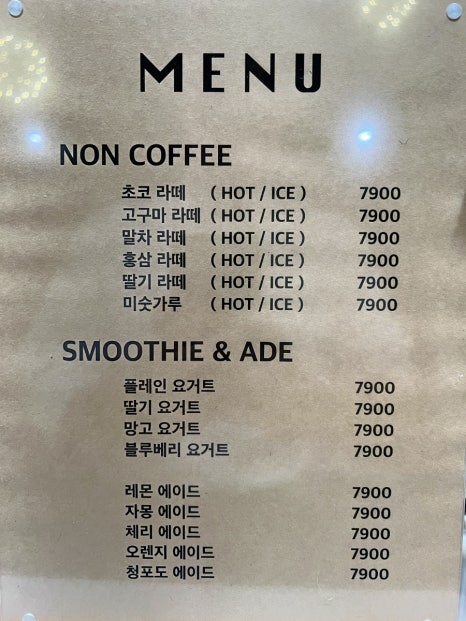 MENU
NON COFFEE
초코 라떼 ( HOT / ICE ) 7900
고구마 라떼 ( HOT / ICE ) 7900
말차 라떼 ( HOT / ICE ) 7900
홍삼 라떼 ( HOT / ICE ) 7900
딸기 라떼 ( HOT / ICE ) 7900
미숫가루 ( HOT / ICE ) 7900
SMOOTHIE & ADE
플레인 요거트 7900
딸기 요거트 7900
망고 요거트 7900
블루베리 요거트 7900
레몬 에이드 7900
자몽 에이드 7900
체리 에이드 7900
오렌지 에이드 7900
청포도 에이드 7900